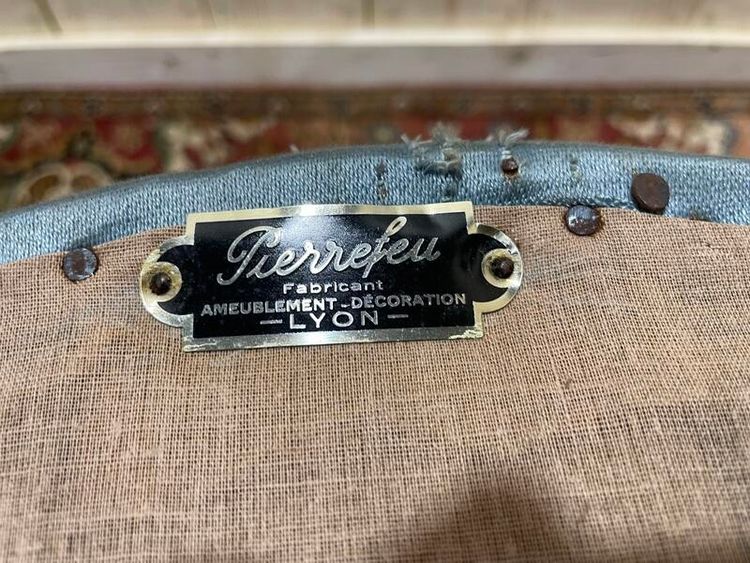 Pierrefeu
Fabricant
AMEUBLEMENT-DÉCORATION
-LYON-